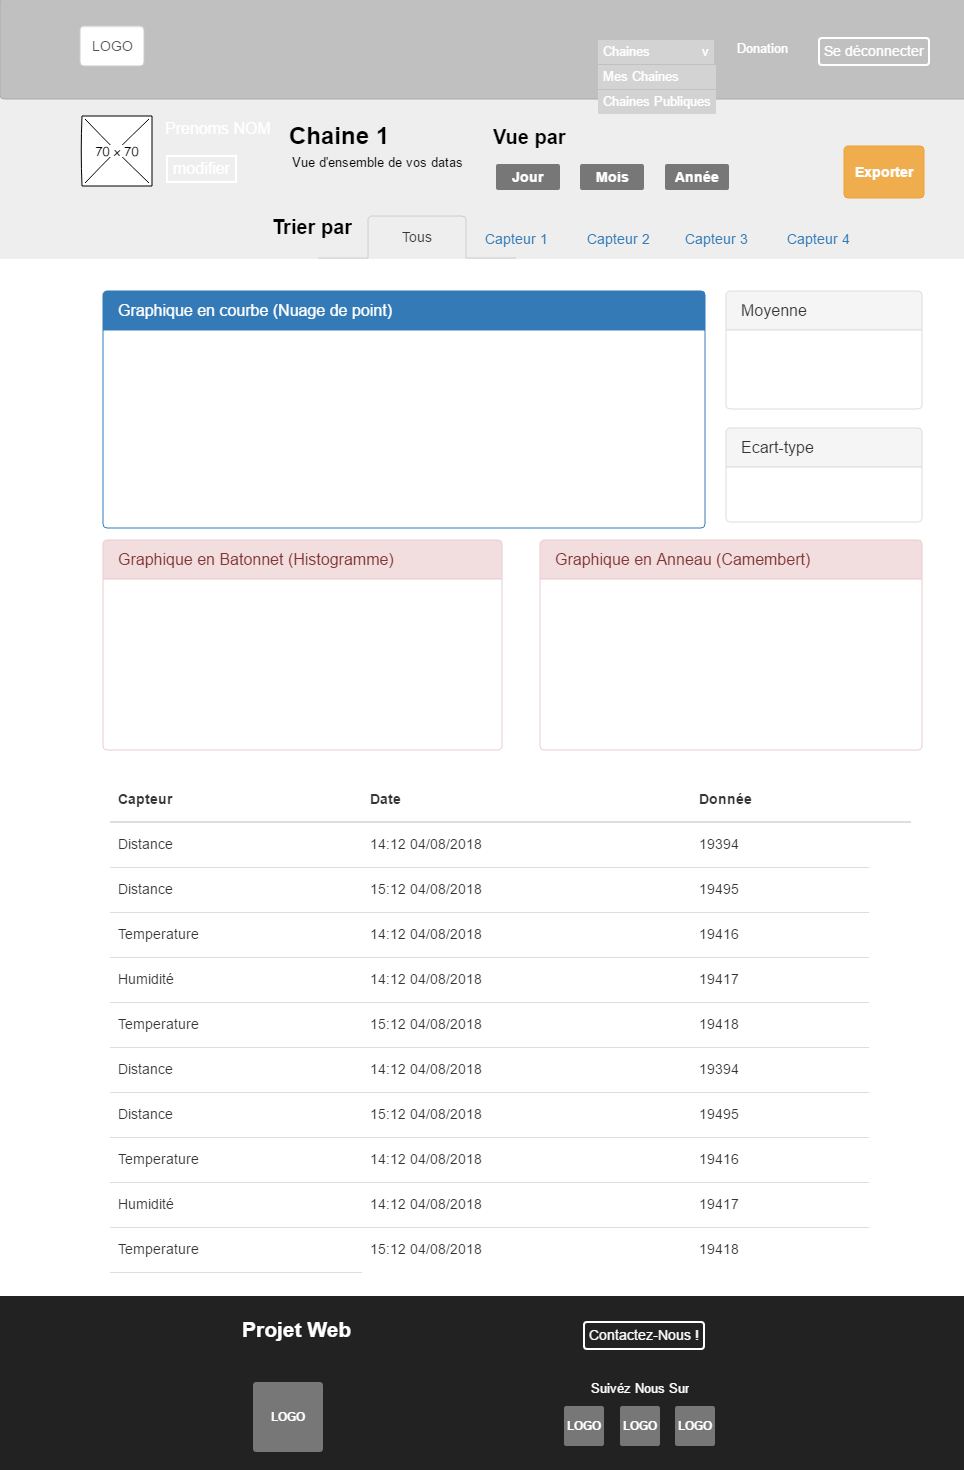 LOGO
Chaines v
Donation
Se déconnecter
Mes Chaines
Chaines Publiques
70 × 70
Prenoms NOM
modifier
Chaine 1
Vue d'ensemble de vos datas
Vue par
Jour Mois Année
Exporter
Trier par
Tous Capteur 1 Capteur 2 Capteur 3 Capteur 4
Graphique en courbe (Nuage de point)
Moyenne
Ecart-type
Graphique en Batonnet (Histogramme)
Graphique en Anneau (Camembert)
Capteur Date Donnée
Distance 14:12 04/08/2018 19394
Distance 15:12 04/08/2018 19495
Temperature 14:12 04/08/2018 19416
Humidité 14:12 04/08/2018 19417
Temperature 15:12 04/08/2018 19418
Distance 14:12 04/08/2018 19394
Distance 15:12 04/08/2018 19495
Temperature 14:12 04/08/2018 19416
Humidité 14:12 04/08/2018 19417
Temperature 15:12 04/08/2018 19418
Projet Web
LOGO
Contactez-Nous !
Suivéz Nous Sur
LOGO LOGO LOGO